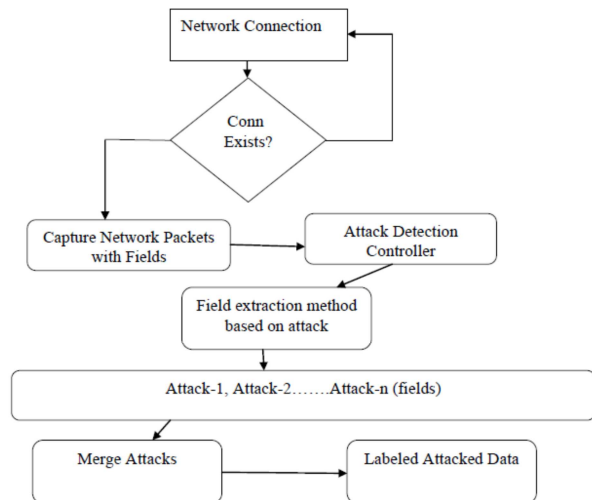 Network Connection
Conn
Exists?
Capture Network Packets
with Fields
Attack Detection
Controller
Field extraction method
based on attack
Attack-1, Attack-2…….Attack-n (fields)
Merge Attacks
Labeled Attacked Data